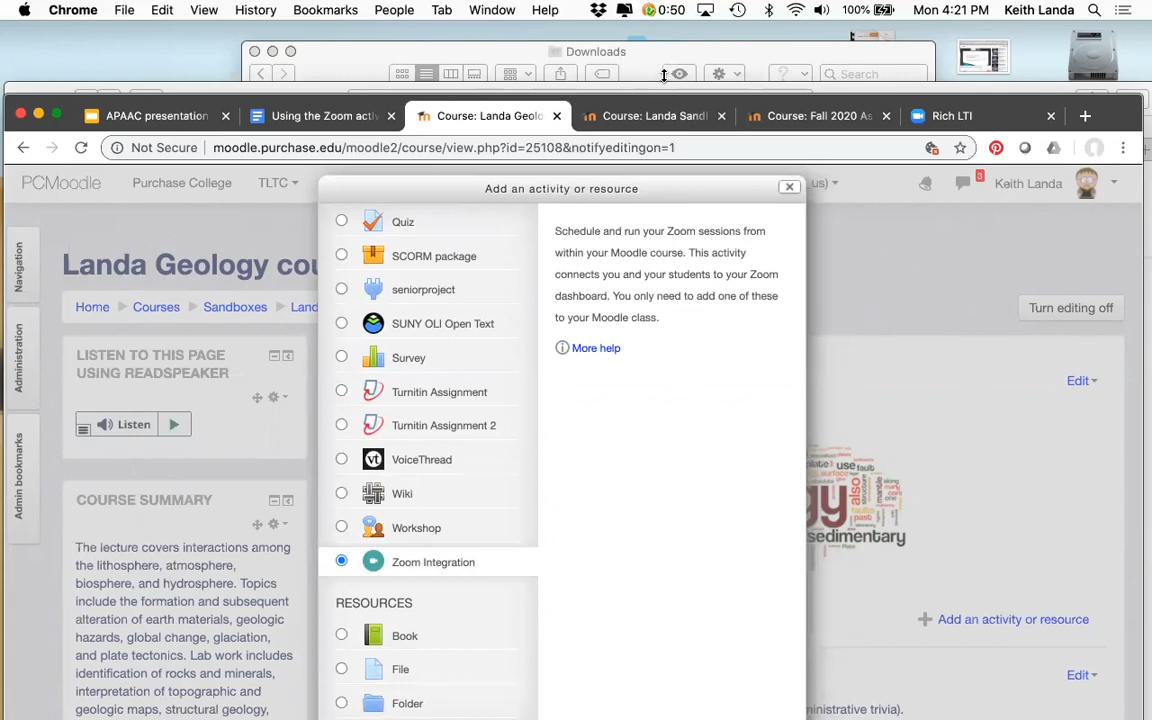 Chrome File Edit View History Bookmarks People Tab Window Help 0:50 100% Mon 4:21 PM Keith Landa
Downloads
Search
APAAC presentation × Using the Zoom acti × Course: Landa Geolo × Course: Landa Sandl × Course: Fall 2020 As × Rich LTI × +
Not Secure moodle.purchase.edu/moodle2/course/view.php?id=25108&notifyeditingon=1
PCMoodle Purchase College TLTC us) 3 Keith Landa
Add an activity or resource
Navigation
Administration
Admin bookmarks
Landa Geology cou
Home Courses Sandboxes Land
Turn editing off
LISTEN TO THIS PAGE
USING READSPEAKER
Listen
COURSE SUMMARY
The lecture covers interactions among
the lithosphere, atmosphere,
biosphere, and hydrosphere. Topics
include the formation and subsequent
alteration of earth materials, geologic
hazards, global change, glaciation,
and plate tectonics. Lab work includes
identification of rocks and minerals,
interpretation of topographic and
geologic maps, structural geology,
Quiz
SCORM package
seniorproject
SUNY OLI Open Text
Survey
Turnitin Assignment
Turnitin Assignment 2
VoiceThread
Wiki
Workshop
Zoom Integration
RESOURCES
Book
File
Folder
Schedule and run your Zoom sessions from
within your Moodle course. This activity
connects you and your students to your Zoom
dashboard. You only need to add one of these
to your Moodle class.
More help
Edit
use fault
also
past
sedimentary
Add an activity or resource
Edit
ministrative trivia).